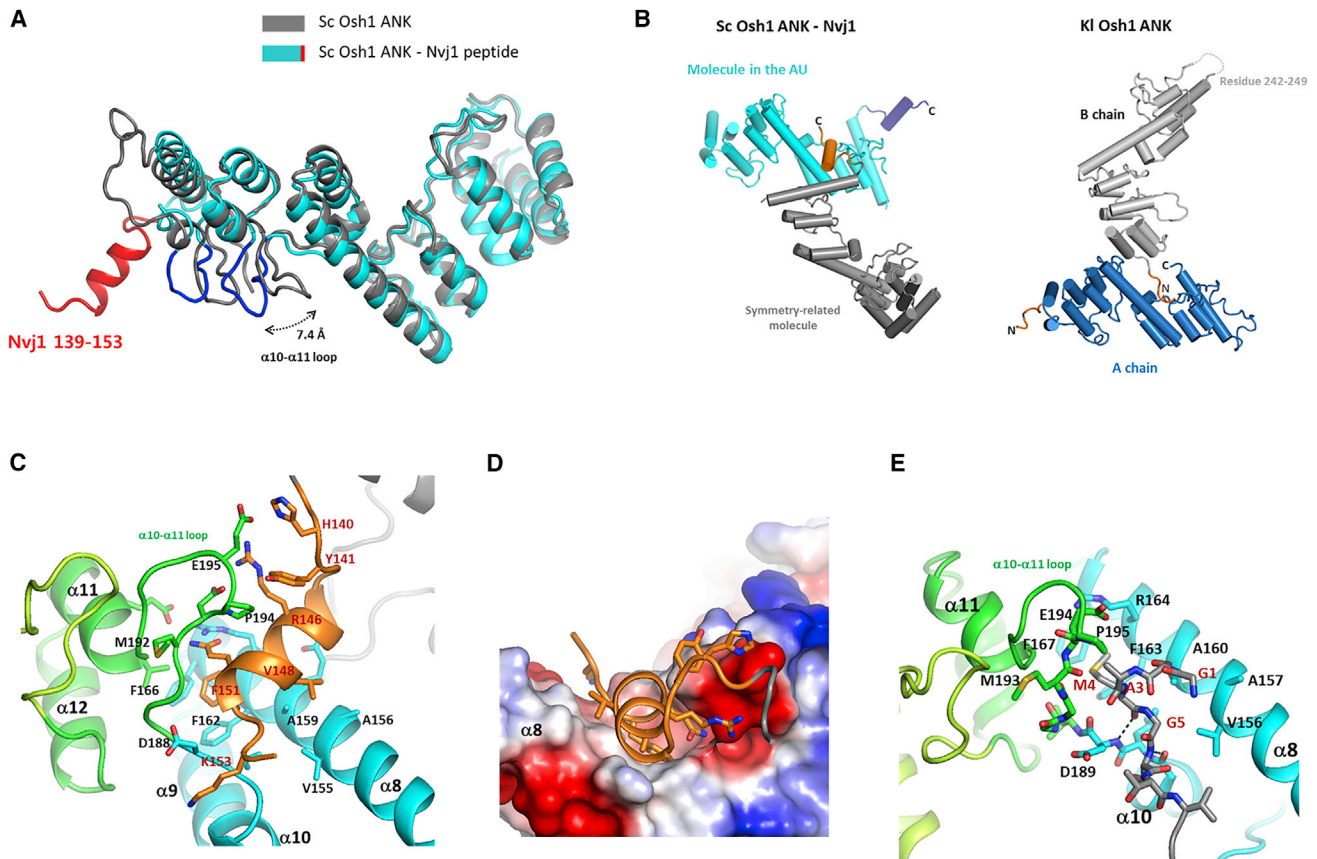 A
Sc Osh1 ANK
Sc Osh1 ANK - Nvj1 peptide
Nvj1 139-153
7.4 Å
α10-α11 loop
B
Sc Osh1 ANK - Nvj1
Kl Osh1 ANK
Molecule in the AU
C
C
Symmetry-related
molecule
Residue 242-249
B chain
C
N
N
A chain
C
α10-α11 loop
H140
E195
Y141
α11
P194
R146
M192
V148
F166
F151
α12
F162
A159
A156
D188
K153
V155
α9
α8
α10
D
α8
E
α10-α11 loop
α11
R164
E194
P195
F167
F163
A160
M193
M4
A3
G1
A157
G5
V156
D189
α8
α10